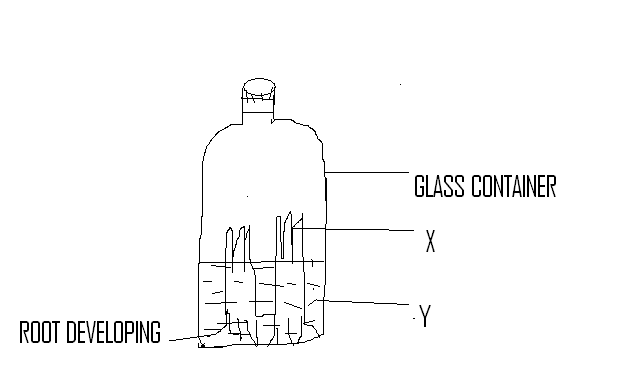 GLASS CONTAINER
X
Y
ROOT DEVELOPING